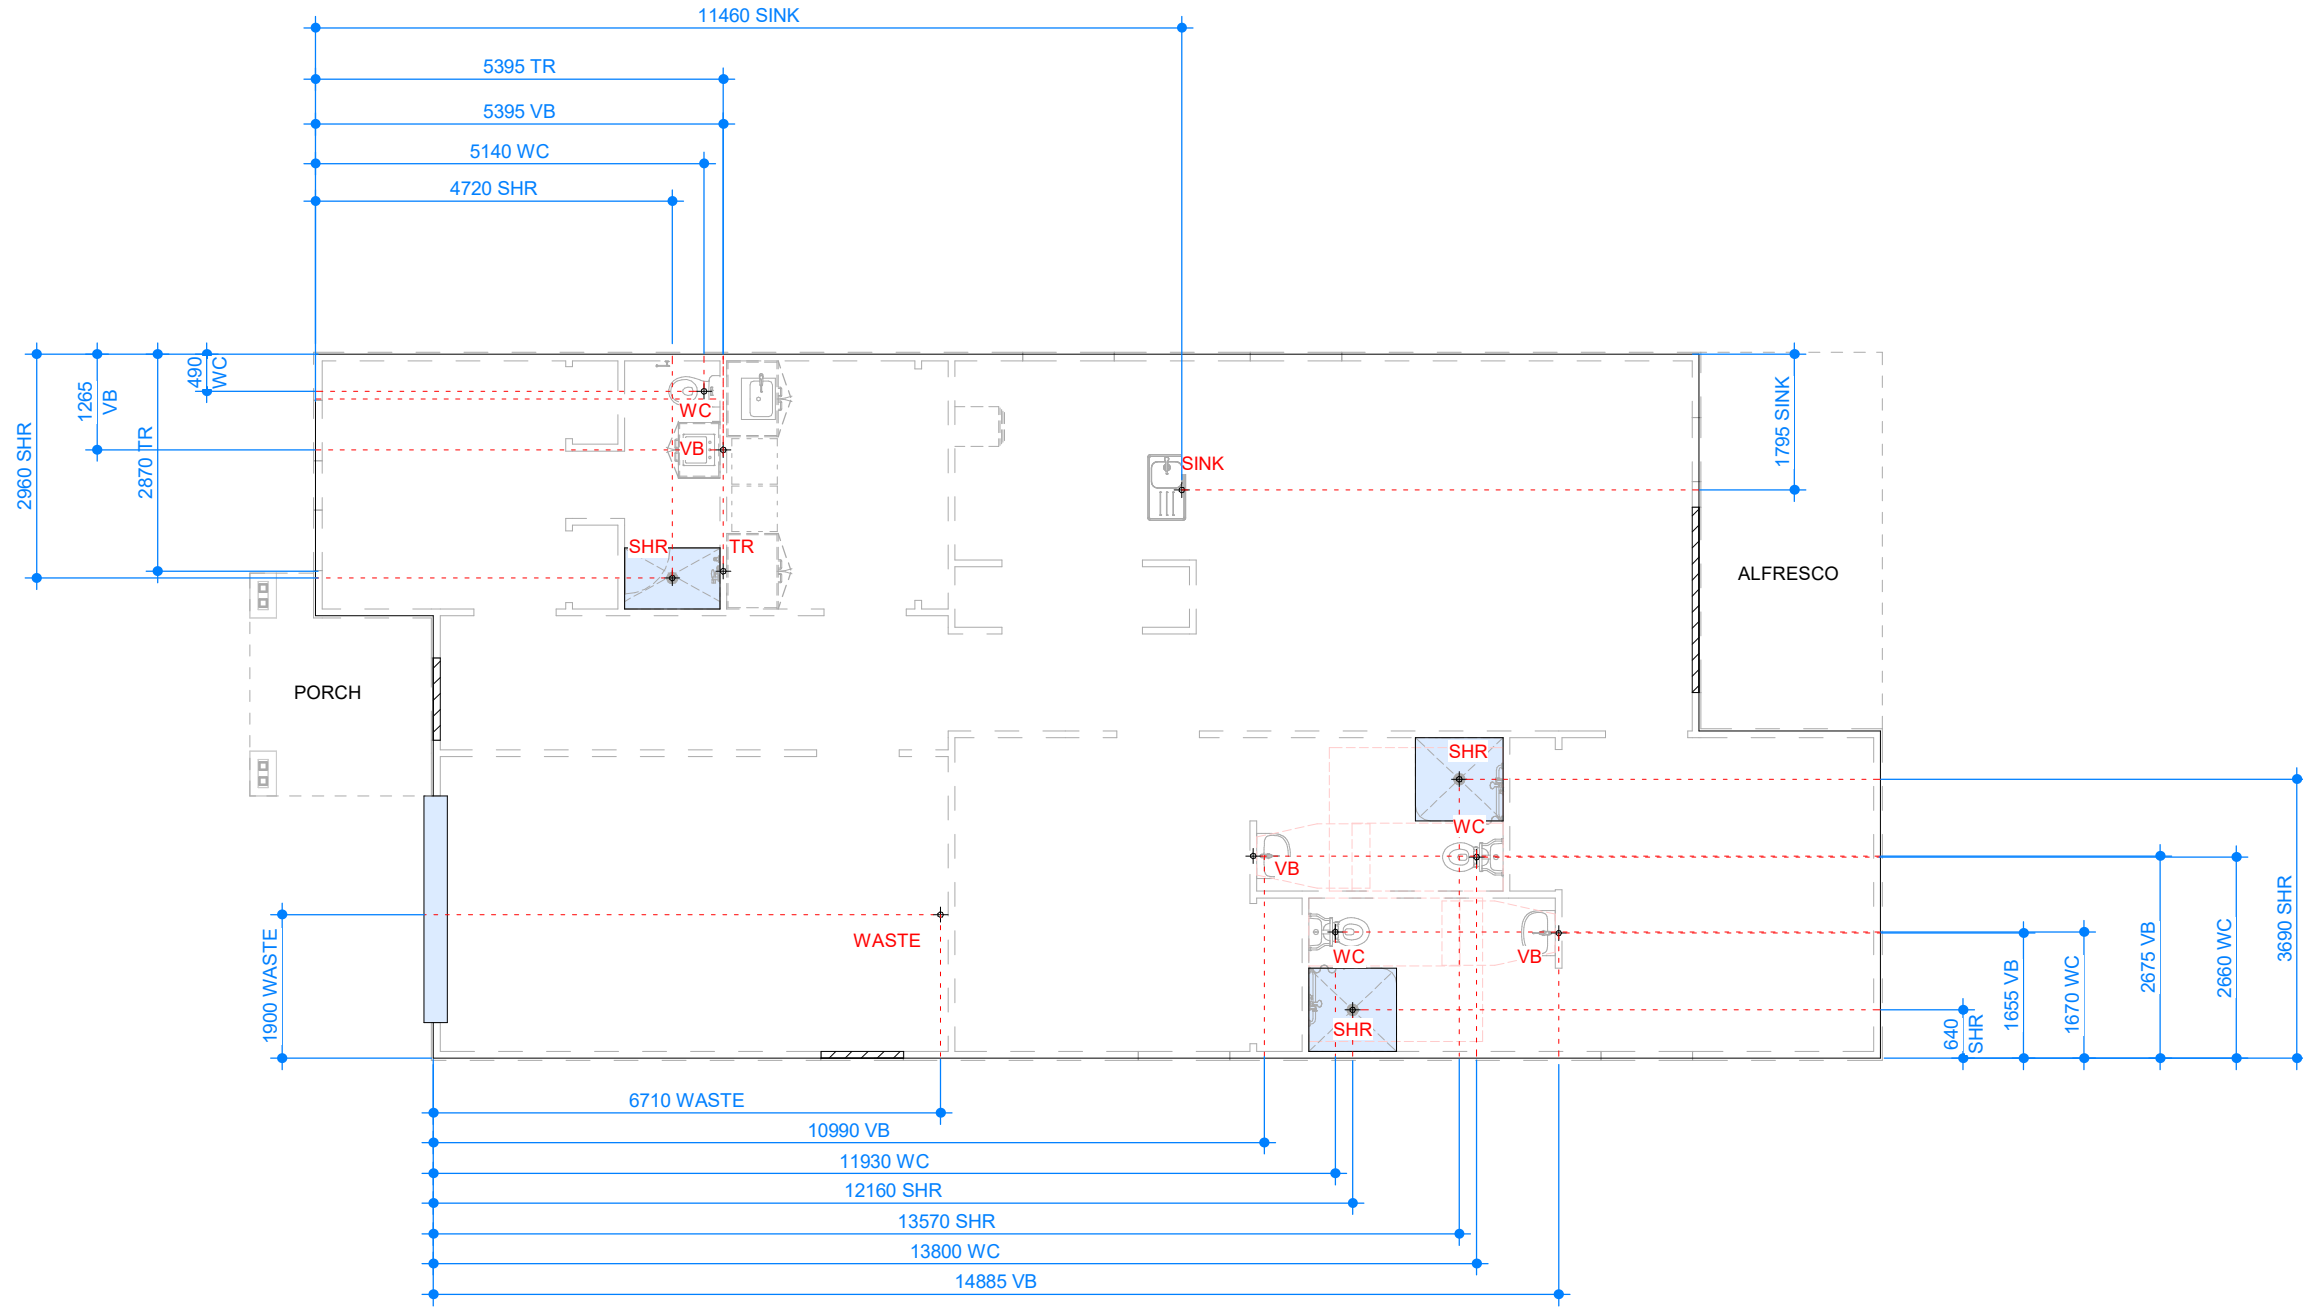 11460 SINK
5395 TR
5395 VB
5140 WC
4720 SHR
490
WC
1265
VB
2870 TR
2960 SHR
1795 SINK
WC
VB
SINK
SHR
TR
ALFRESCO
PORCH
SHR
WC
VB
WASTE
WC
VB
SHR
1900 WASTE
640
SHR
1655 VB
1670 WC
2675 VB
2660 WC
3690 SHR
6710 WASTE
10990 VB
11930 WC
12160 SHR
13570 SHR
13800 WC
14885 VB